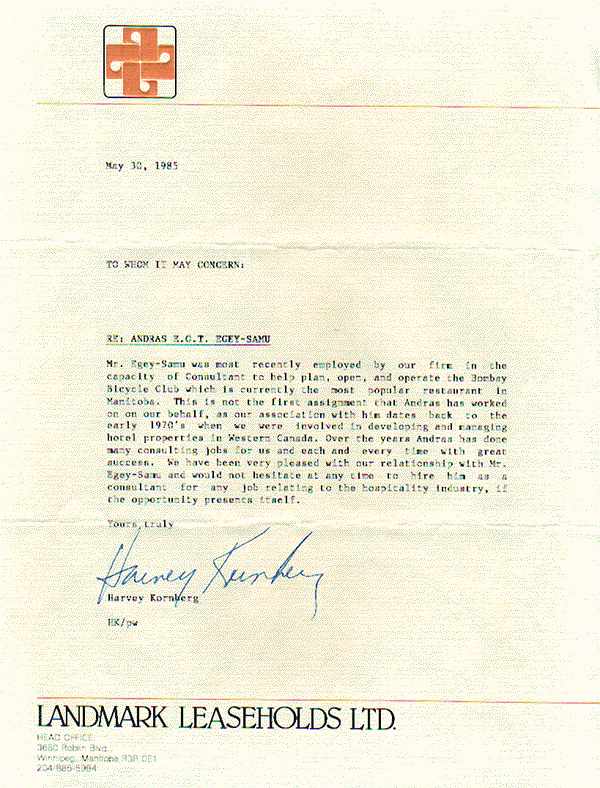 May 30, 1985
TO WHOM IT MAY CONCERN:
RE: ANDRAS E.G.T. EGEY-SAMU
Mr. Egey-Samu was most recently employed by our firm in the
capacity of Consultant to help plan, open, and operate the Bombay
Bicycle Club which is currently the most popular restaurant in
Manitoba. This is not the first assignment that Andras has worked
on on our behalf, as our association with him dates back to the
early 1970's when we were involved in developing and managing
hotel properties in Western Canada. Over the years Andras has done
many consulting jobs for us and each and every time with great
success. We have been very pleased with our relationship with Mr.
Egey-Samu and would not hesitate at any time to hire him as a
consultant for any job relating to the hospitality industry, if
the opportunity presents itself.
Yours truly
Harvey Kornberg
Harvey Kornberg
HK/pw
LANDMARK LEASEHOLDS LTD.
HEAD OFFICE:
3680 Roblin Blvd.,
Winnipeg, Manitoba R3R 0E1
204/885-5984